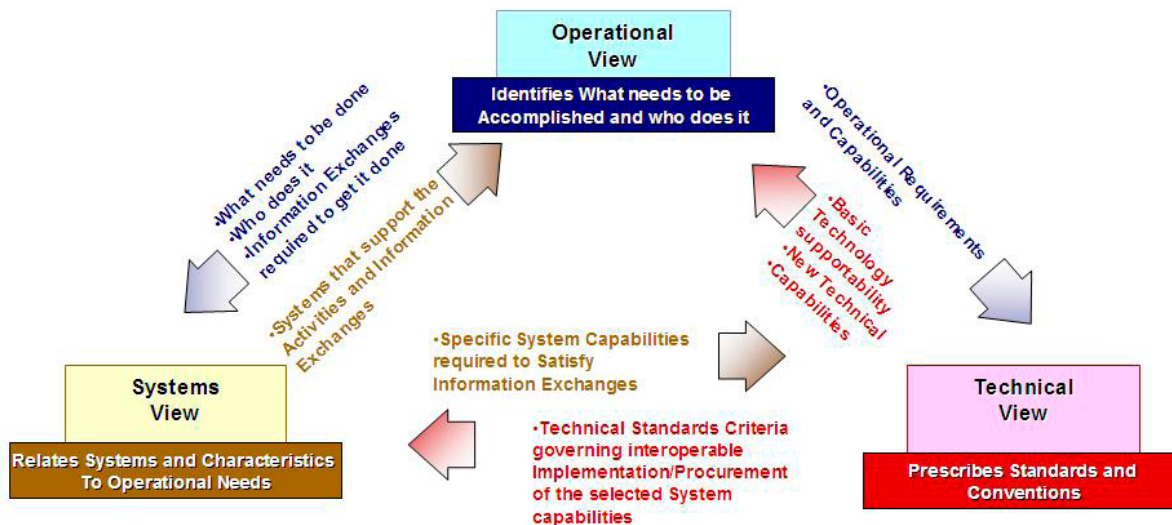 Operational
View
Identifies What needs to be
Accomplished and who does it
•What needs to be done
•Who does it
•Information Exchanges
required to get it done
•Systems that support the
Activities and Information
Exchanges
•Operational Requirements
and Capabilities
•Basic
Technology
supportability
•New Technical
•Capabilities
•Specific System Capabilities
required to Satisfy
Information Exchanges
Systems
View
Relates Systems and Characteristics
To Operational Needs
•Technical Standards Criteria
governing interoperable
Implementation/Procurement
of the selected System
capabilities
Technical
View
Prescribes Standards and
Conventions